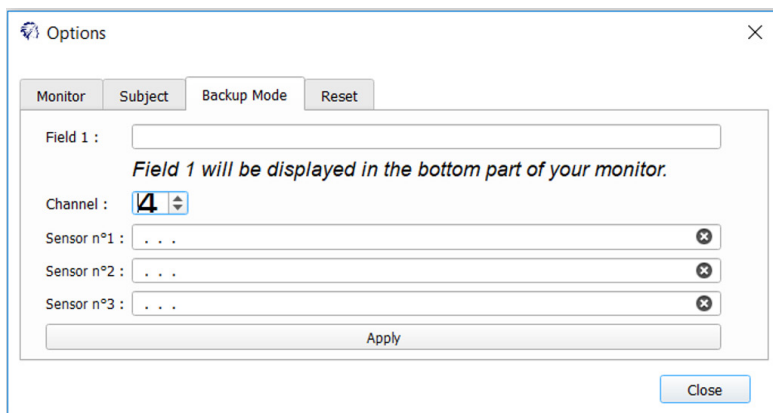 Options
Monitor Subject Backup Mode Reset
Field 1 :
Field 1 will be displayed in the bottom part of your monitor.
Channel : 4
Sensor n°1 : . . .
Sensor n°2 : . . .
Sensor n°3 : . . .
Apply
Close